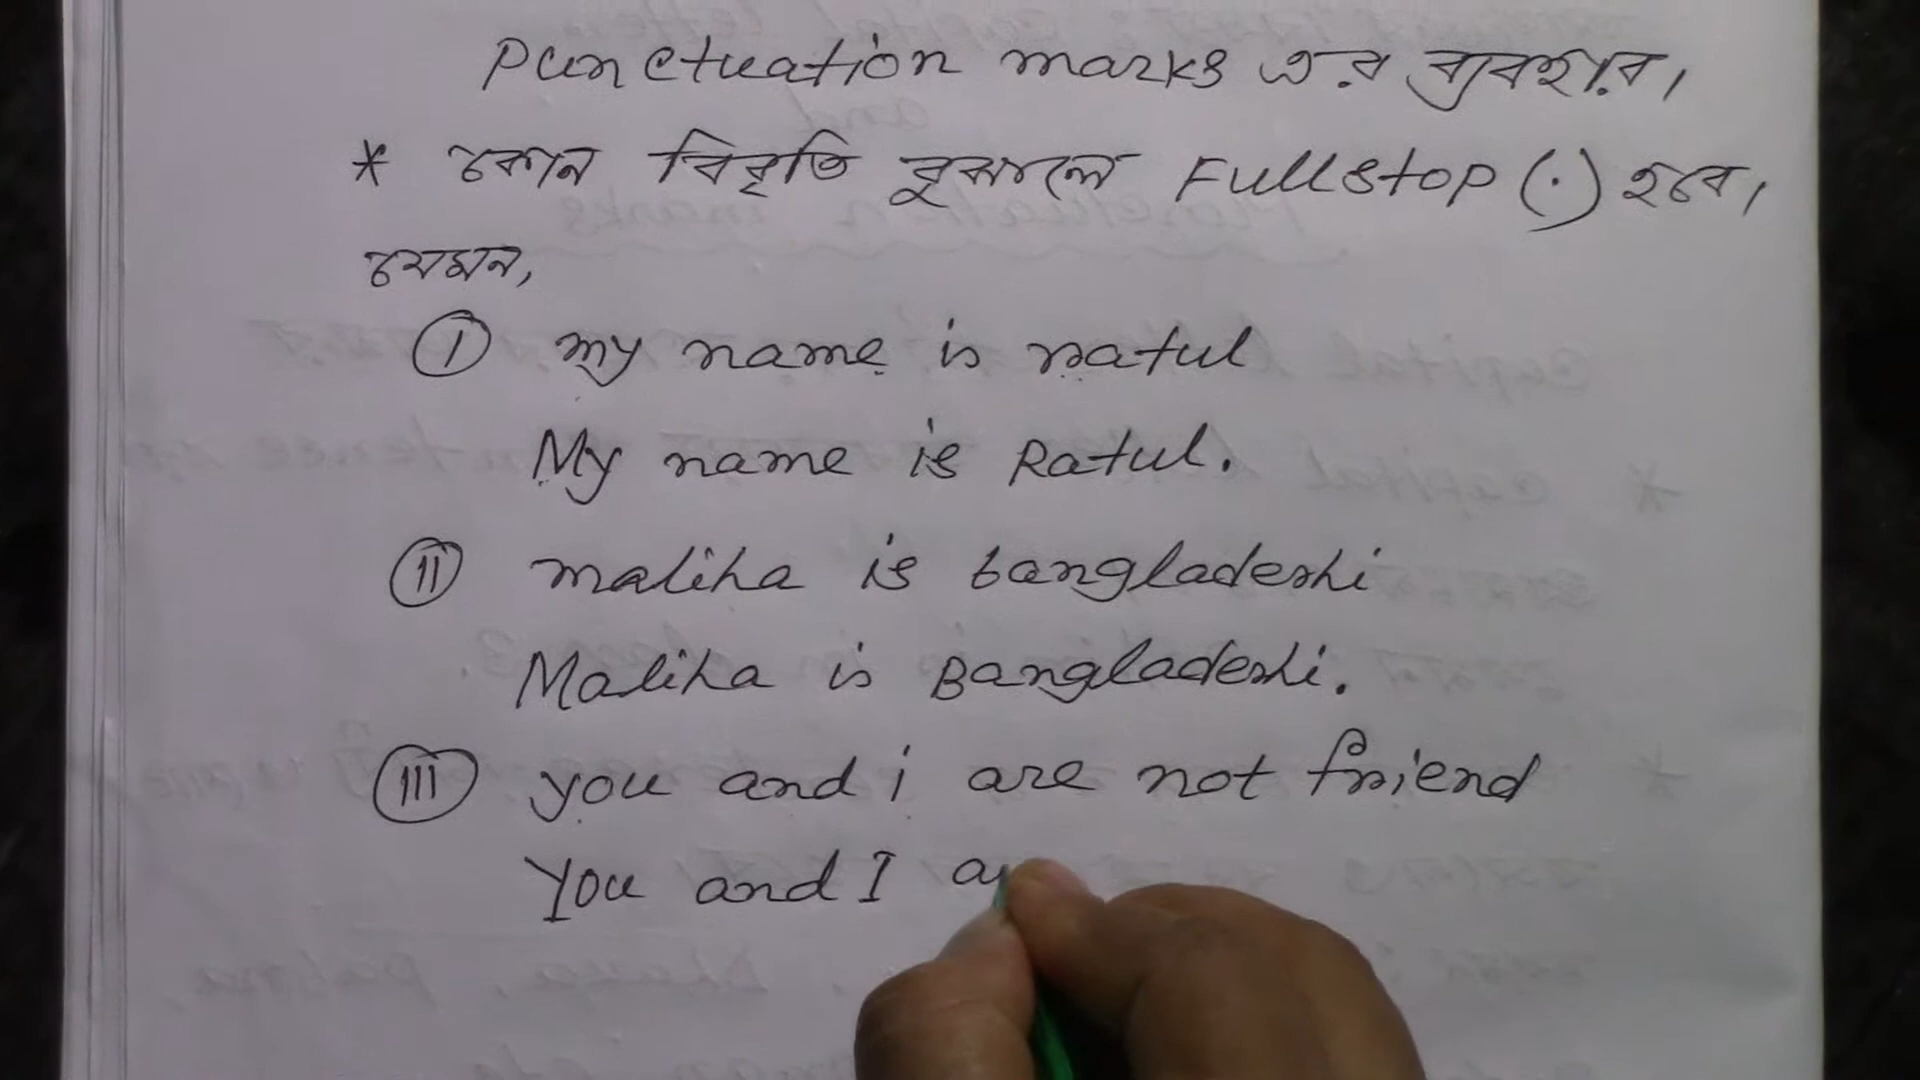 Punctuation marks এর ব্যবহার।
* কোন বিবৃতি বুঝালে Fullstop (.) হবে।
যেমন,
(i) my name is ratul
My name is Ratul.
(ii) maliha is bangladeshi
Maliha is Bangladeshi.
(iii) you and i are not friend
You and I a